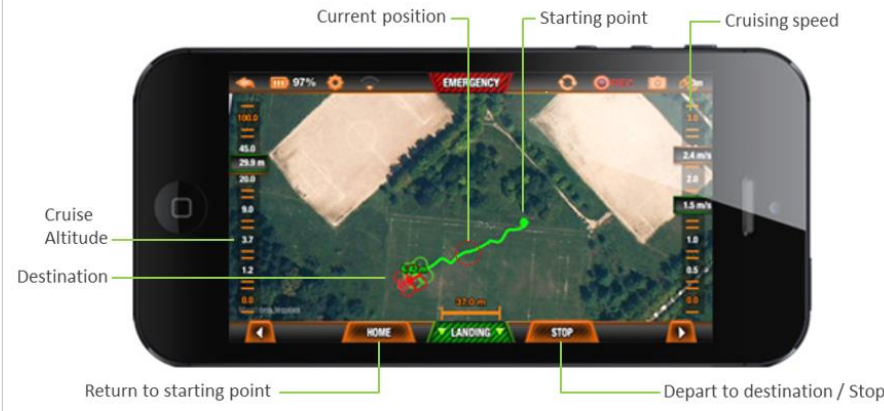 Current position
Starting point
Cruising speed
97%
EMERGENCY
REC
100.0
45.0
29.9 m
20.0
9.0
3.7
1.2
0.0
3.0
2.4 m/s
2.0
1.5 m/s
1.0
0.5
0.0
Cruise
Altitude
Destination
37.0 m
HOME
LANDING
STOP
Return to starting point
Depart to destination / Stop